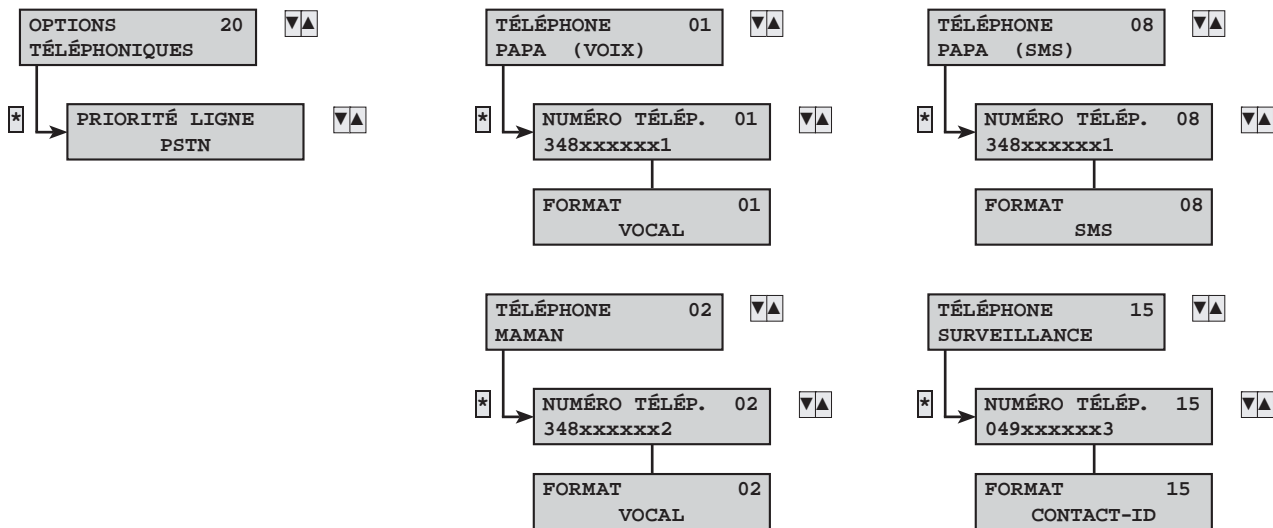 OPTIONS 20
TÉLÉPHONIQUES
*
PRIORITÉ LIGNE
PSTN
TÉLÉPHONE 01
PAPA (VOIX)
*
NUMÉRO TÉLÉP. 01
348xxxxxx1
FORMAT 01
VOCAL
TÉLÉPHONE 08
PAPA (SMS)
*
NUMÉRO TÉLÉP. 08
348xxxxxx1
FORMAT 08
SMS
TÉLÉPHONE 02
MAMAN
*
NUMÉRO TÉLÉP. 02
348xxxxxx2
FORMAT 02
VOCAL
TÉLÉPHONE 15
SURVEILLANCE
*
NUMÉRO TÉLÉP. 15
049xxxxxx3
FORMAT 15
CONTACT-ID